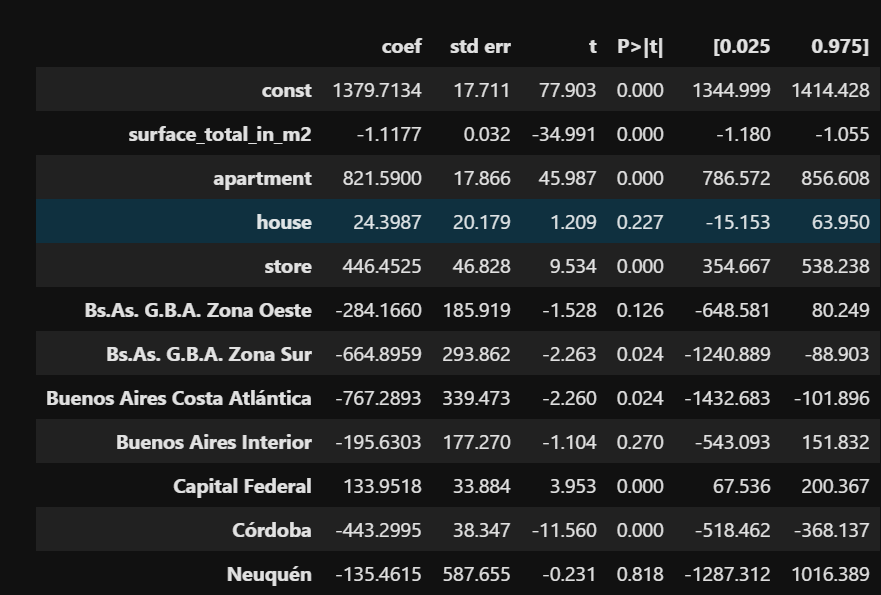 coef std err t P>|t| [0.025 0.975]
const 1379.7134 17.711 77.903 0.000 1344.999 1414.428
surface_total_in_m2 -1.1177 0.032 -34.991 0.000 -1.180 -1.055
apartment 821.5900 17.866 45.987 0.000 786.572 856.608
house 24.3987 20.179 1.209 0.227 -15.153 63.950
store 446.4525 46.828 9.534 0.000 354.667 538.238
Bs.As. G.B.A. Zona Oeste -284.1660 185.919 -1.528 0.126 -648.581 80.249
Bs.As. G.B.A. Zona Sur -664.8959 293.862 -2.263 0.024 -1240.889 -88.903
Buenos Aires Costa Atlántica -767.2893 339.473 -2.260 0.024 -1432.683 -101.896
Buenos Aires Interior -195.6303 177.270 -1.104 0.270 -543.093 151.832
Capital Federal 133.9518 33.884 3.953 0.000 67.536 200.367
Córdoba -443.2995 38.347 -11.560 0.000 -518.462 -368.137
Neuquén -135.4615 587.655 -0.231 0.818 -1287.312 1016.389